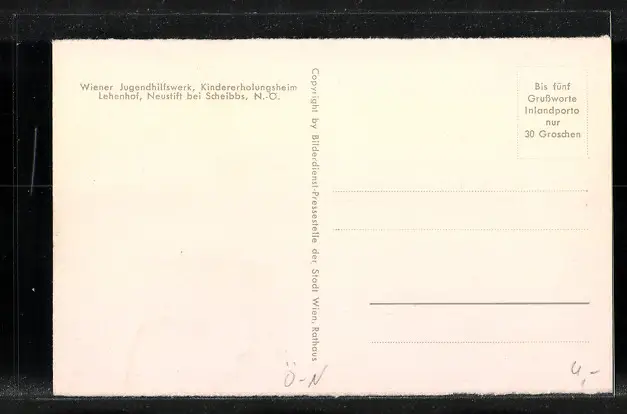 Wiener Jugendhilfswerk, Kindererholungsheim
Lehenhof, Neustift bei Scheibbs, N.-Ö.
Copyright by Bilderdienst-Pressestelle der Stadt Wien, Rathaus
Bis fünf
Grußworte
Inlandporto
nur
30 Groschen
Ö-N
4,-